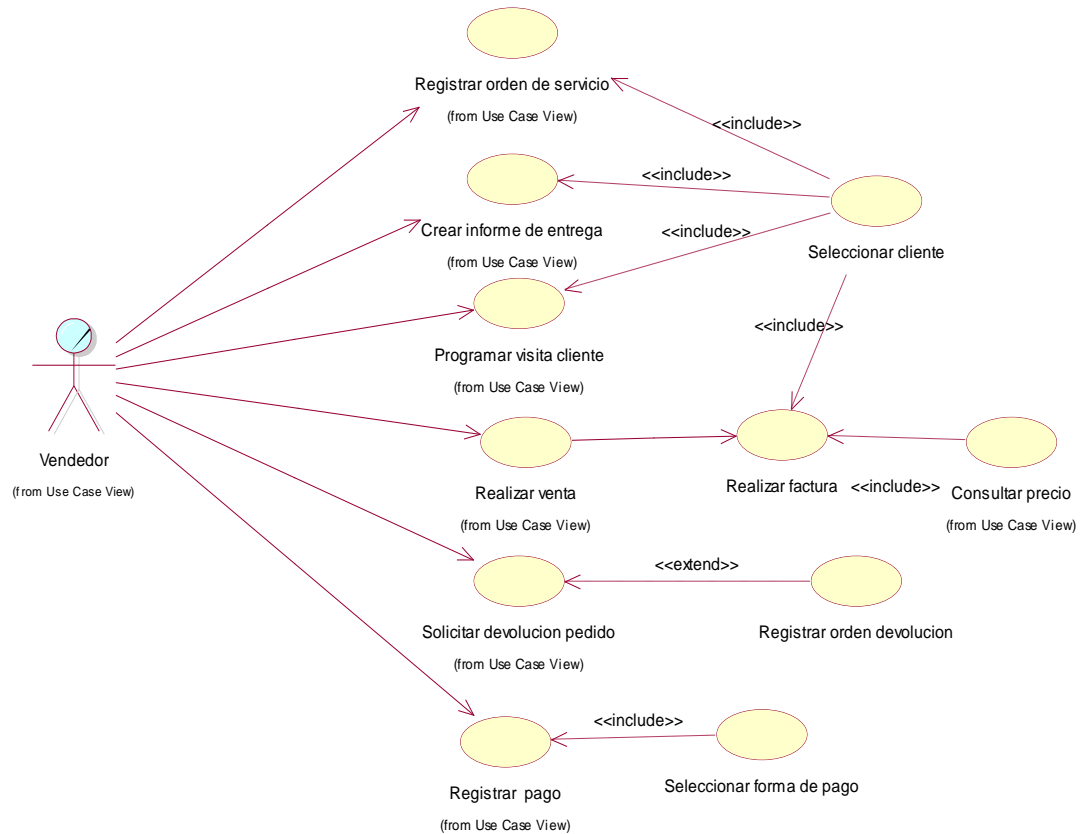 Registrar orden de servicio
(from Use Case View)
<<include>>
<<include>>
Crear informe de entrega
(from Use Case View)
<<include>>
Seleccionar cliente
<<include>>
Programar visita cliente
(from Use Case View)
Vendedor
(from Use Case View)
Realizar venta
(from Use Case View)
Realizar factura
<<include>>
Consultar precio
(from Use Case View)
<<extend>>
Solicitar devolucion pedido
(from Use Case View)
Registrar orden devolucion
<<include>>
Registrar pago
(from Use Case View)
Seleccionar forma de pago